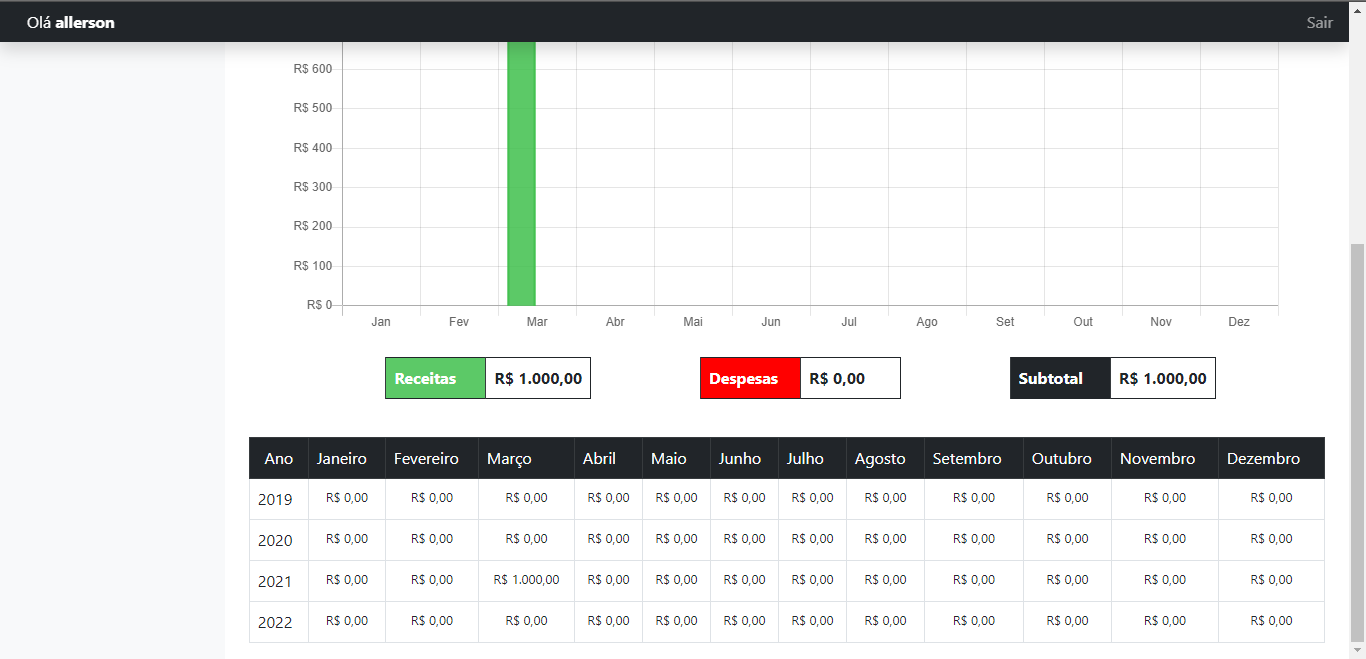 Olá allerson Sair
R$ 600
R$ 500
R$ 400
R$ 300
R$ 200
R$ 100
R$ 0
Jan Fev Mar Abr Mai Jun Jul Ago Set Out Nov Dez
Receitas R$ 1.000,00 Despesas R$ 0,00 Subtotal R$ 1.000,00
Ano Janeiro Fevereiro Março Abril Maio Junho Julho Agosto Setembro Outubro Novembro Dezembro
2019 R$ 0,00 R$ 0,00 R$ 0,00 R$ 0,00 R$ 0,00 R$ 0,00 R$ 0,00 R$ 0,00 R$ 0,00 R$ 0,00 R$ 0,00 R$ 0,00
2020 R$ 0,00 R$ 0,00 R$ 0,00 R$ 0,00 R$ 0,00 R$ 0,00 R$ 0,00 R$ 0,00 R$ 0,00 R$ 0,00 R$ 0,00 R$ 0,00
2021 R$ 0,00 R$ 0,00 R$ 1.000,00 R$ 0,00 R$ 0,00 R$ 0,00 R$ 0,00 R$ 0,00 R$ 0,00 R$ 0,00 R$ 0,00 R$ 0,00
2022 R$ 0,00 R$ 0,00 R$ 0,00 R$ 0,00 R$ 0,00 R$ 0,00 R$ 0,00 R$ 0,00 R$ 0,00 R$ 0,00 R$ 0,00 R$ 0,00